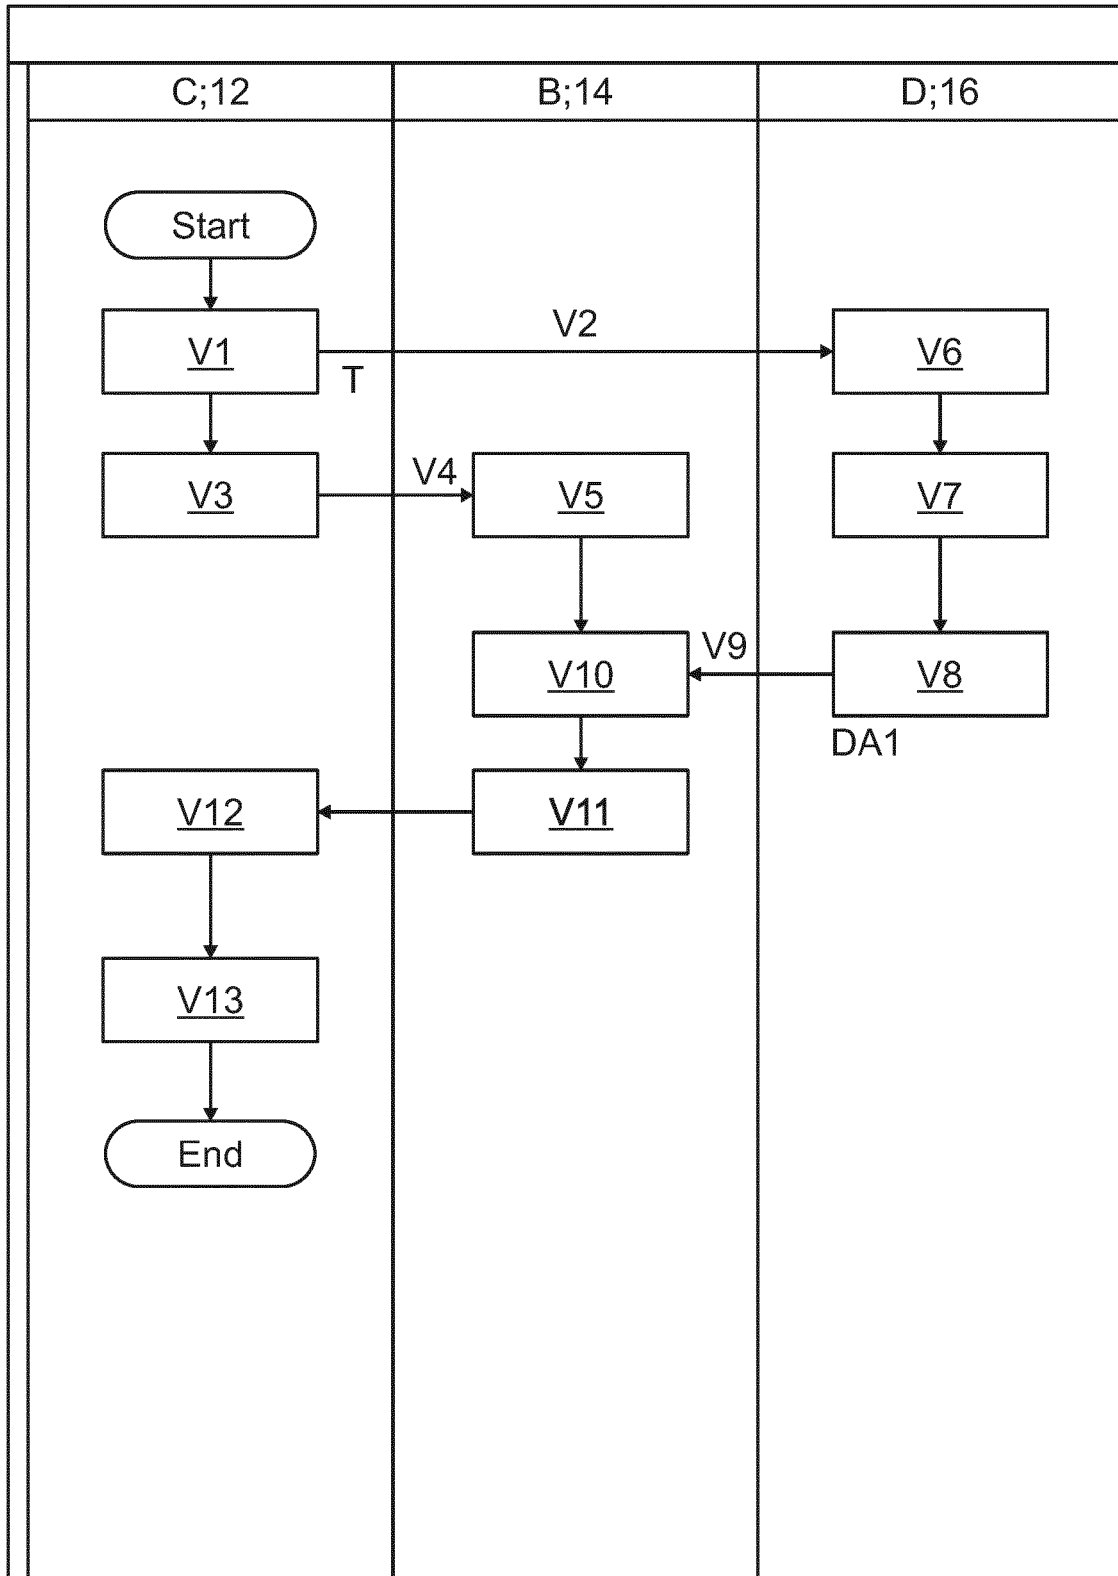 C;12 B;14 D;16
Start
V2
V1 V6
T
V4
V3 V5 V7
V9
V10 V8
DA1
V12 V11
V13
End